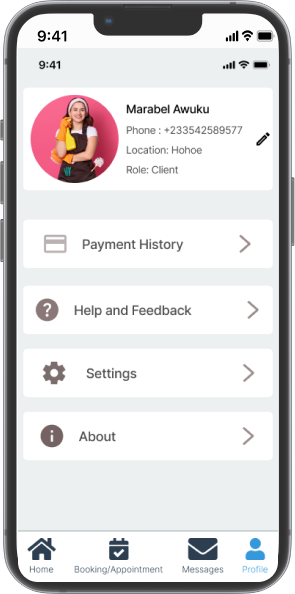 9:41
9:41
Marabel Awuku
Phone : +233542589577
Location: Hohoe
Role: Client
Payment History
Help and Feedback
Settings
About
Home Booking/Appointment Messages Profile